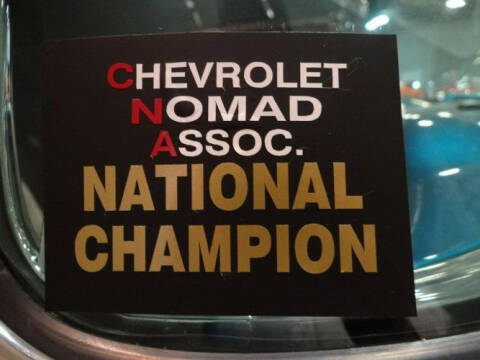 CHEVROLET
NOMAD
ASSOC.
NATIONAL
CHAMPION